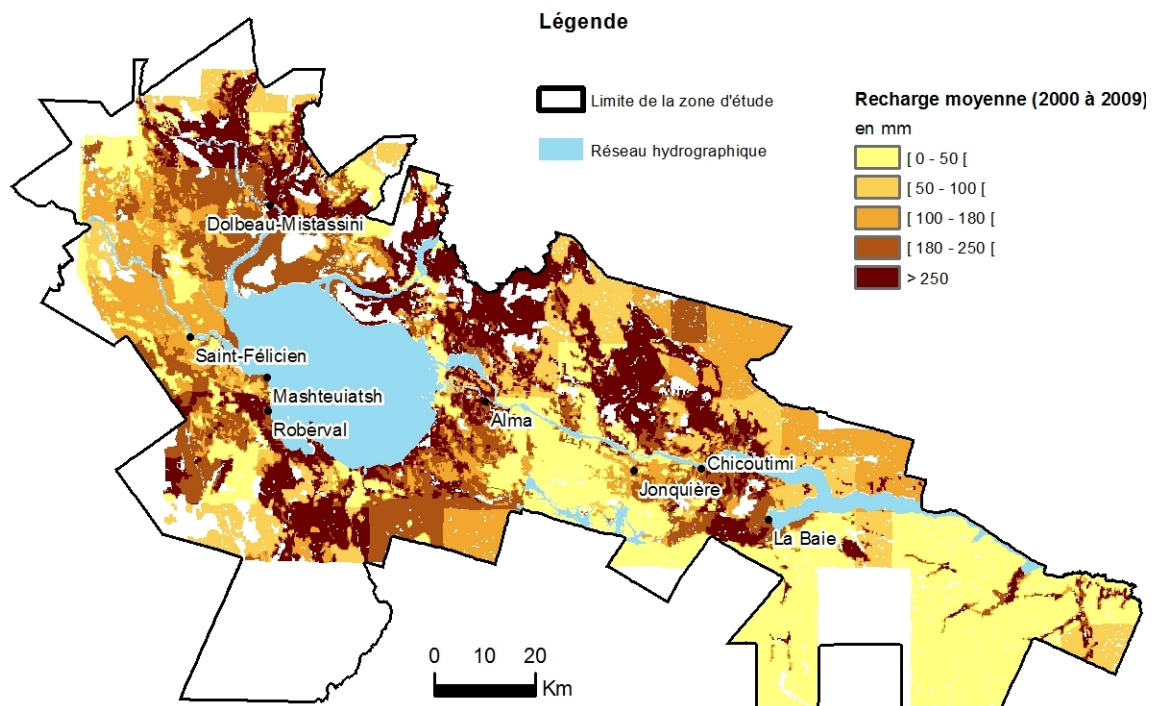 Légende
Limite de la zone d'étude
Réseau hydrographique
Recharge moyenne (2000 à 2009)
en mm
[ 0 - 50 [
[ 50 - 100 [
[ 100 - 180 [
[ 180 - 250 [
> 250
Dolbeau-Mistassini
Saint-Félicien
Mashteuiatsh
Roberval
Alma
Chicoutimi
Jonquière
La Baie
0 10 20
Km